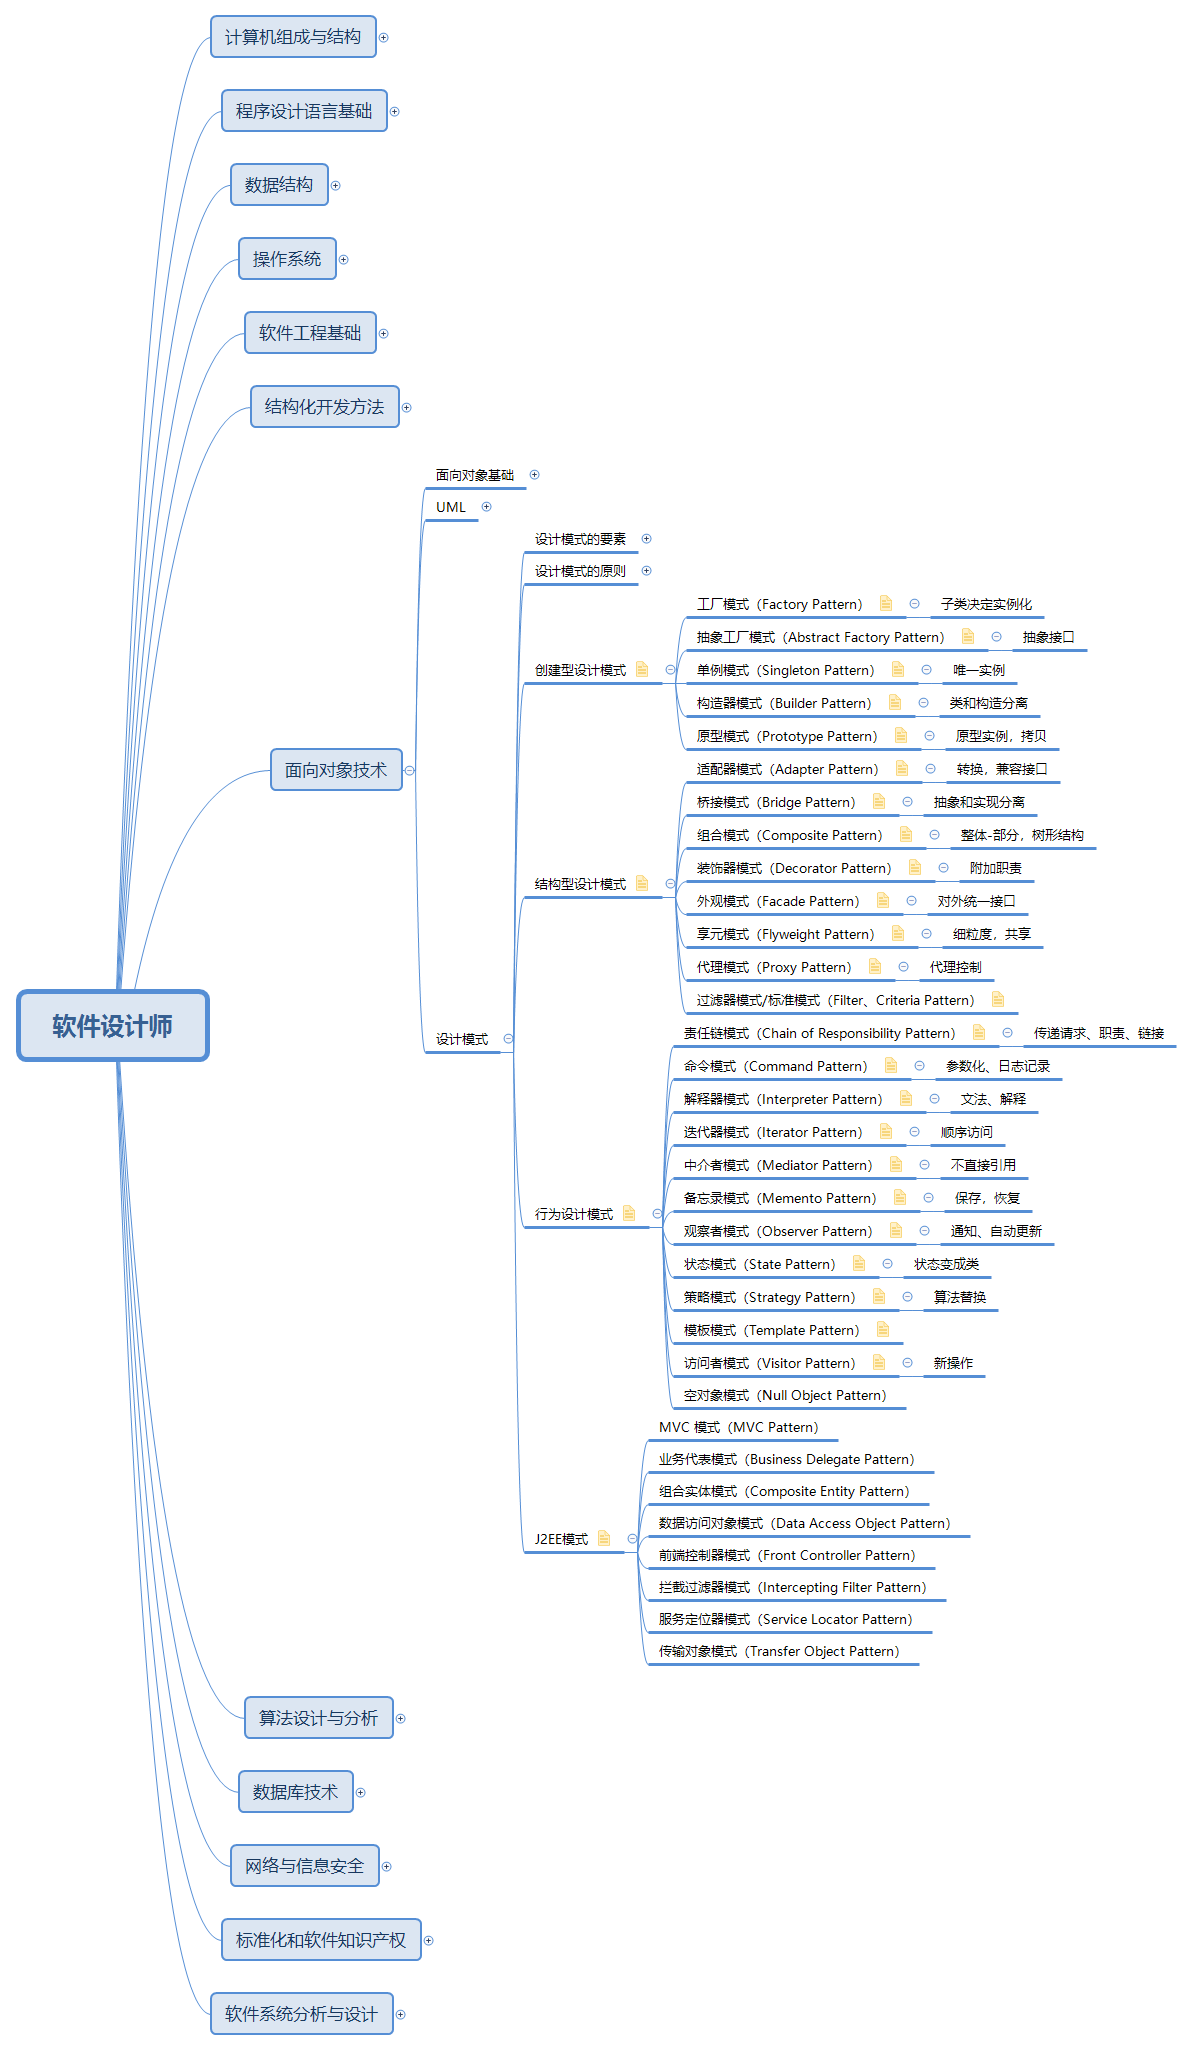 计算机组成与结构
程序设计语言基础
数据结构
操作系统
软件工程基础
结构化开发方法
面向对象基础
UML
设计模式的要素
设计模式的原则
工厂模式（Factory Pattern） 子类决定实例化
抽象工厂模式（Abstract Factory Pattern） 抽象接口
创建型设计模式
单例模式（Singleton Pattern） 唯一实例
构造器模式（Builder Pattern） 类和构造分离
原型模式（Prototype Pattern） 原型实例，拷贝
面向对象技术
适配器模式（Adapter Pattern） 转换，兼容接口
桥接模式（Bridge Pattern） 抽象和实现分离
组合模式（Composite Pattern） 整体-部分，树形结构
装饰器模式（Decorator Pattern） 附加职责
结构型设计模式
外观模式（Facade Pattern） 对外统一接口
享元模式（Flyweight Pattern） 细粒度，共享
代理模式（Proxy Pattern） 代理控制
过滤器模式/标准模式（Filter、Criteria Pattern）
软件设计师
设计模式
责任链模式（Chain of Responsibility Pattern） 传递请求、职责、链接
命令模式（Command Pattern） 参数化、日志记录
解释器模式（Interpreter Pattern） 文法、解释
迭代器模式（Iterator Pattern） 顺序访问
中介者模式（Mediator Pattern） 不直接引用
备忘录模式（Memento Pattern） 保存，恢复
行为设计模式
观察者模式（Observer Pattern） 通知、自动更新
状态模式（State Pattern） 状态变成类
策略模式（Strategy Pattern） 算法替换
模板模式（Template Pattern）
访问者模式（Visitor Pattern） 新操作
空对象模式（Null Object Pattern）
MVC 模式（MVC Pattern）
业务代表模式（Business Delegate Pattern）
组合实体模式（Composite Entity Pattern）
数据访问对象模式（Data Access Object Pattern）
J2EE模式
前端控制器模式（Front Controller Pattern）
拦截过滤器模式（Intercepting Filter Pattern）
服务定位器模式（Service Locator Pattern）
传输对象模式（Transfer Object Pattern）
算法设计与分析
数据库技术
网络与信息安全
标准化和软件知识产权
软件系统分析与设计